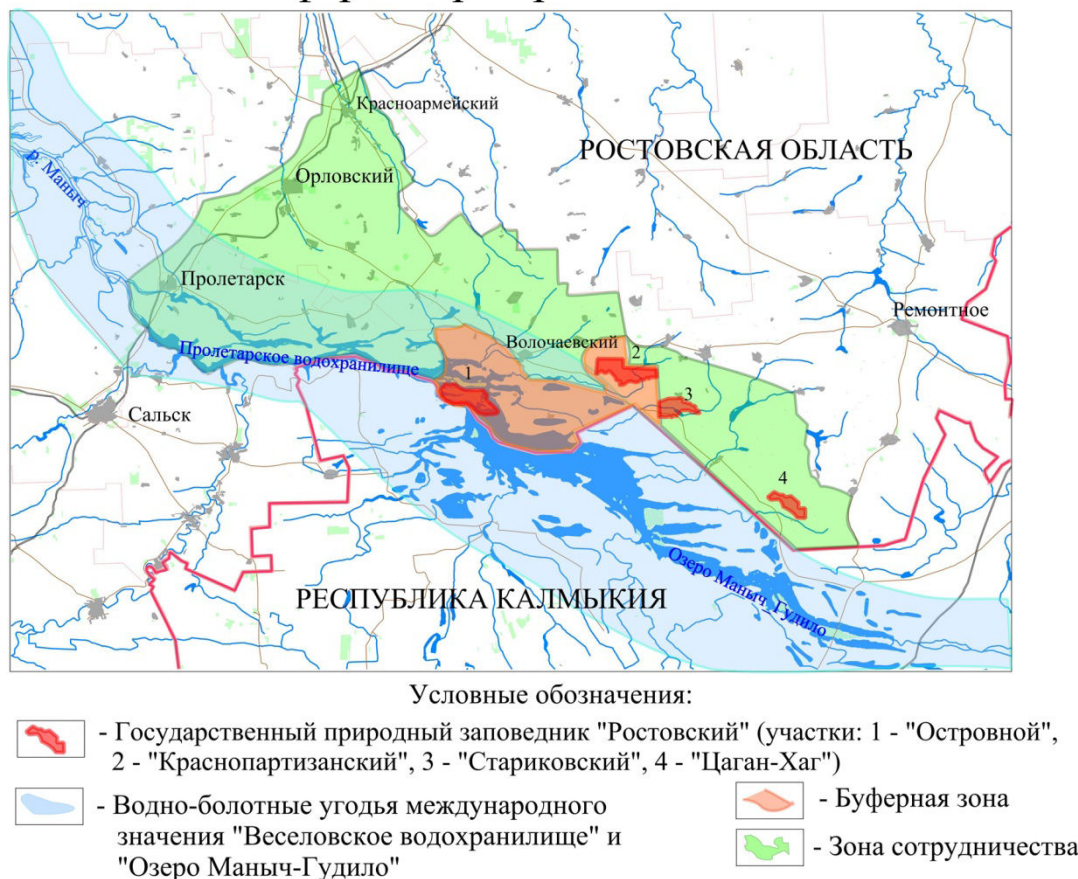 Красноармейский
РОСТОВСКАЯ ОБЛАСТЬ
р. Маныч
Орловский
Пролетарск
Ремонтное
Волочаевский
Пролетарское водохранилище
1
2
3
Сальск
4
Озеро Маныч_Гудило
РЕСПУБЛИКА КАЛМЫКИЯ
Условные обозначения:
- Государственный природный заповедник "Ростовский" (участки: 1 - "Островной",
2 - "Краснопартизанский", 3 - "Стариковский", 4 - "Цаган-Хаг")
- Водно-болотные угодья международного
значения "Веселовское водохранилище" и
"Озеро Маныч-Гудило"
- Буферная зона
- Зона сотрудничества